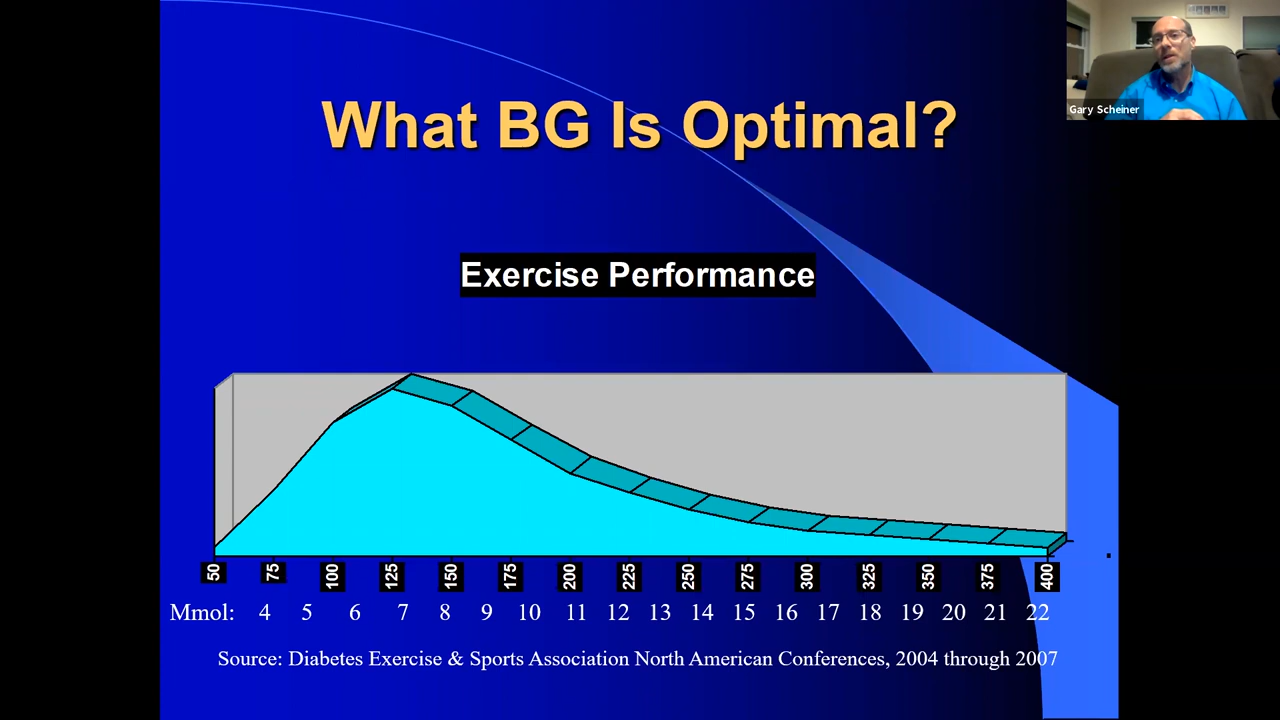 What BG Is Optimal?
Gary Scheiner
Exercise Performance
50 75 100 125 150 175 200 225 250 275 300 325 350 375 400
Mmol: 4 5 6 7 8 9 10 11 12 13 14 15 16 17 18 19 20 21 22
Source: Diabetes Exercise & Sports Association North American Conferences, 2004 through 2007